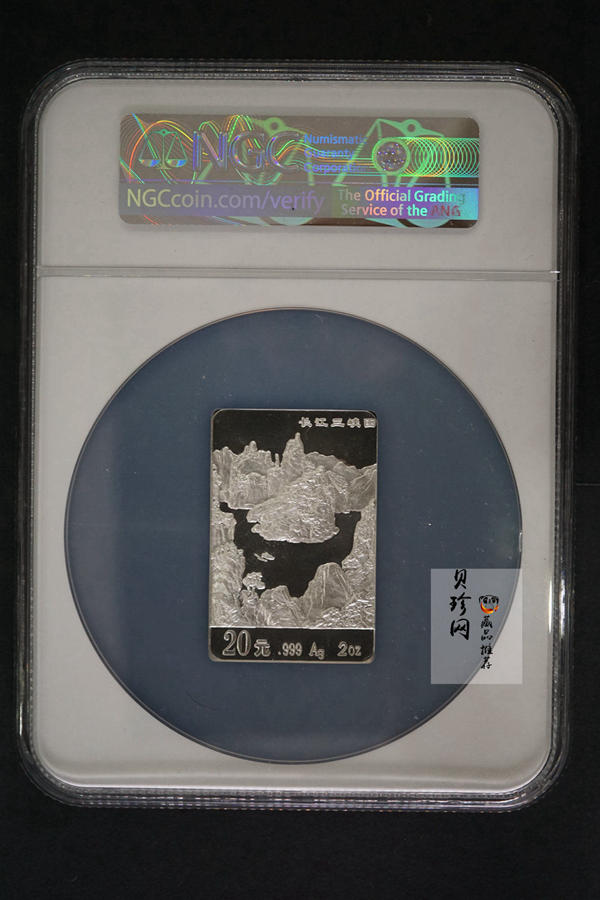 NGC
Numismatic
Guaranty
Corporation
NGCcoin.com/verify
The Official Grading
Service of the ANG
长江三峡图
20元 .999 Ag 2oz
贝珍网
藏品推荐